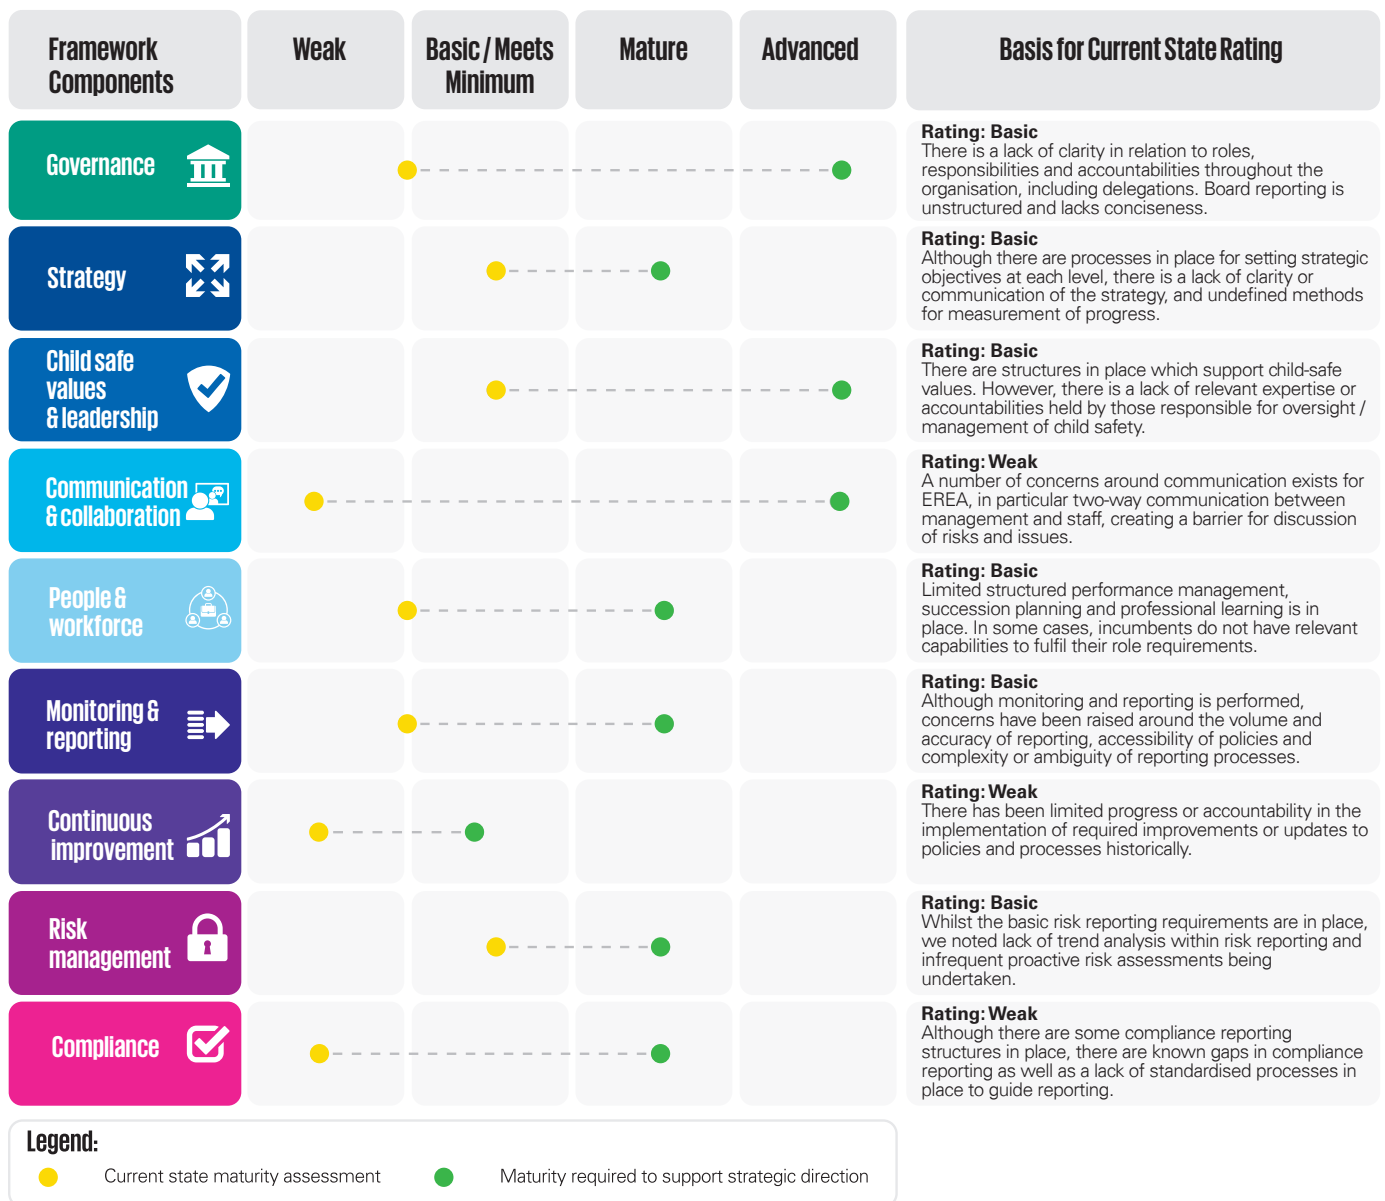 Framework
Components
Weak
Basic / Meets
Minimum
Mature
Advanced
Basis for Current State Rating
Governance
Rating: Basic
There is a lack of clarity in relation to roles,
responsibilities and accountabilities throughout the
organisation, including delegations. Board reporting is
unstructured and lacks conciseness.
Strategy
Rating: Basic
Although there are processes in place for setting strategic
objectives at each level, there is a lack of clarity or
communication of the strategy, and undefined methods
for measurement of progress.
Child safe
values
& leadership
Rating: Basic
There are structures in place which support child-safe
values. However, there is a lack of relevant expertise or
accountabilities held by those responsible for oversight /
management of child safety.
Communication
& collaboration
Rating: Weak
A number of concerns around communication exists for
EREA, in particular two-way communication between
management and staff, creating a barrier for discussion
of risks and issues.
People &
workforce
Rating: Basic
Limited structured performance management,
succession planning and professional learning is in
place. In some cases, incumbents do not have relevant
capabilities to fulfil their role requirements.
Monitoring &
reporting
Rating: Basic
Although monitoring and reporting is performed,
concerns have been raised around the volume and
accuracy of reporting, accessibility of policies and
complexity or ambiguity of reporting processes.
Continuous
improvement
Rating: Weak
There has been limited progress or accountability in the
implementation of required improvements or updates to
policies and processes historically.
Risk
management
Rating: Basic
Whilst the basic risk reporting requirements are in place,
we noted lack of trend analysis within risk reporting and
infrequent proactive risk assessments being
undertaken.
Compliance
Rating: Weak
Although there are some compliance reporting
structures in place, there are known gaps in compliance
reporting as well as a lack of standardised processes in
place to guide reporting.
Legend:
Current state maturity assessment
Maturity required to support strategic direction